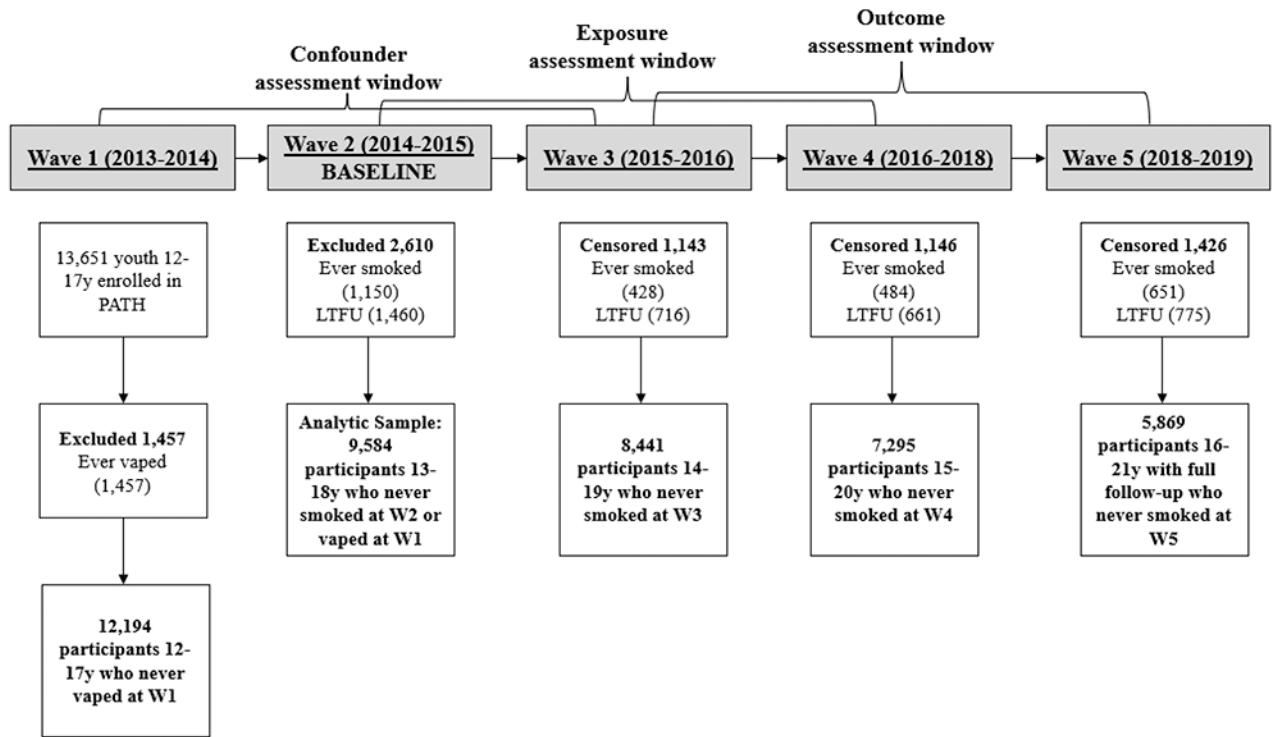 Confounder
assessment window
Exposure
assessment window
Outcome
assessment window
Wave 1 (2013-2014)
Wave 2 (2014-2015)
BASELINE
Wave 3 (2015-2016)
Wave 4 (2016-2018)
Wave 5 (2018-2019)
13,651 youth 12-
17y enrolled in
PATH
Excluded 1,457
Ever vaped
(1,457)
12,194
participants 12-
17y who never
vaped at W1
Excluded 2,610
Ever smoked
(1,150)
LTFU (1,460)
Analytic Sample:
9,584
participants 13-
18y who never
smoked at W2 or
vaped at W1
Censored 1,143
Ever smoked
(428)
LTFU (716)
8,441
participants 14-
19y who never
smoked at W3
Censored 1,146
Ever smoked
(484)
LTFU (661)
7,295
participants 15-
20y who never
smoked at W4
Censored 1,426
Ever smoked
(651)
LTFU (775)
5,869
participants 16-
21y with full
follow-up who
never smoked at
W5